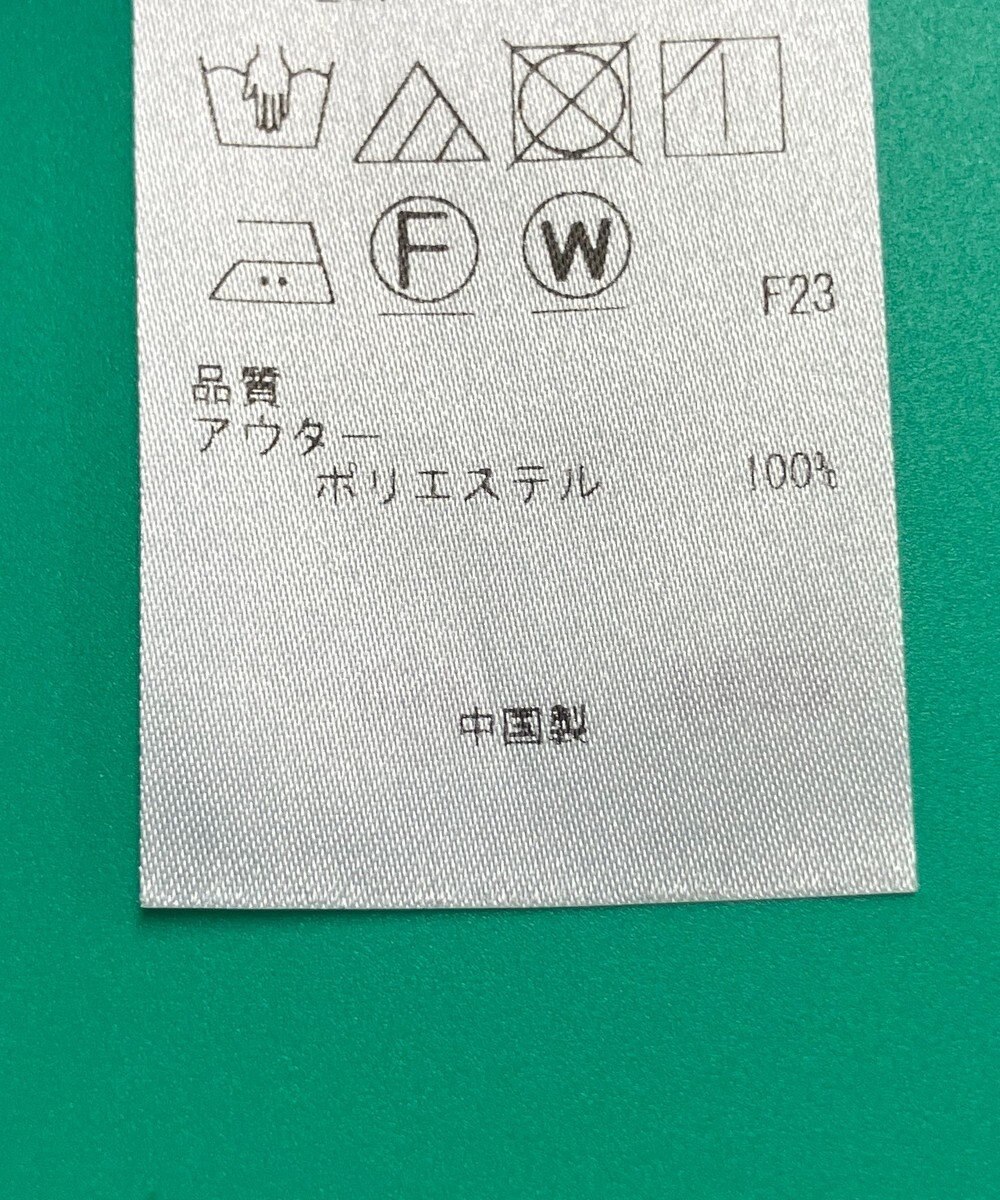 F W
F23
品質
アウター
ポリエステル 100%
中国製